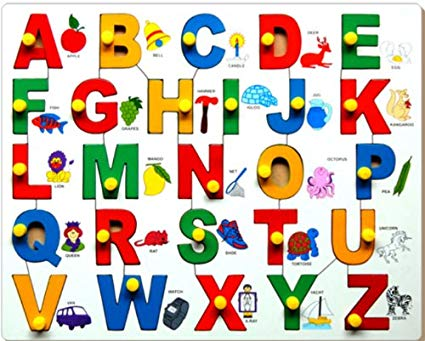 A APPLE
B BELL
C CANDLE
D DEER
E EGG
F FISH
G GRAPES
H HAMMER
I IGLOO
J JUG
K KANGAROO
L LION
M MANGO
N NET
O OCTOPUS
P PEA
Q QUEEN
R RAT
S SHOE
T TORTOISE
U UNICORN
V VAN
W WATCH
X X-RAY
Y YACHT
Z ZEBRA